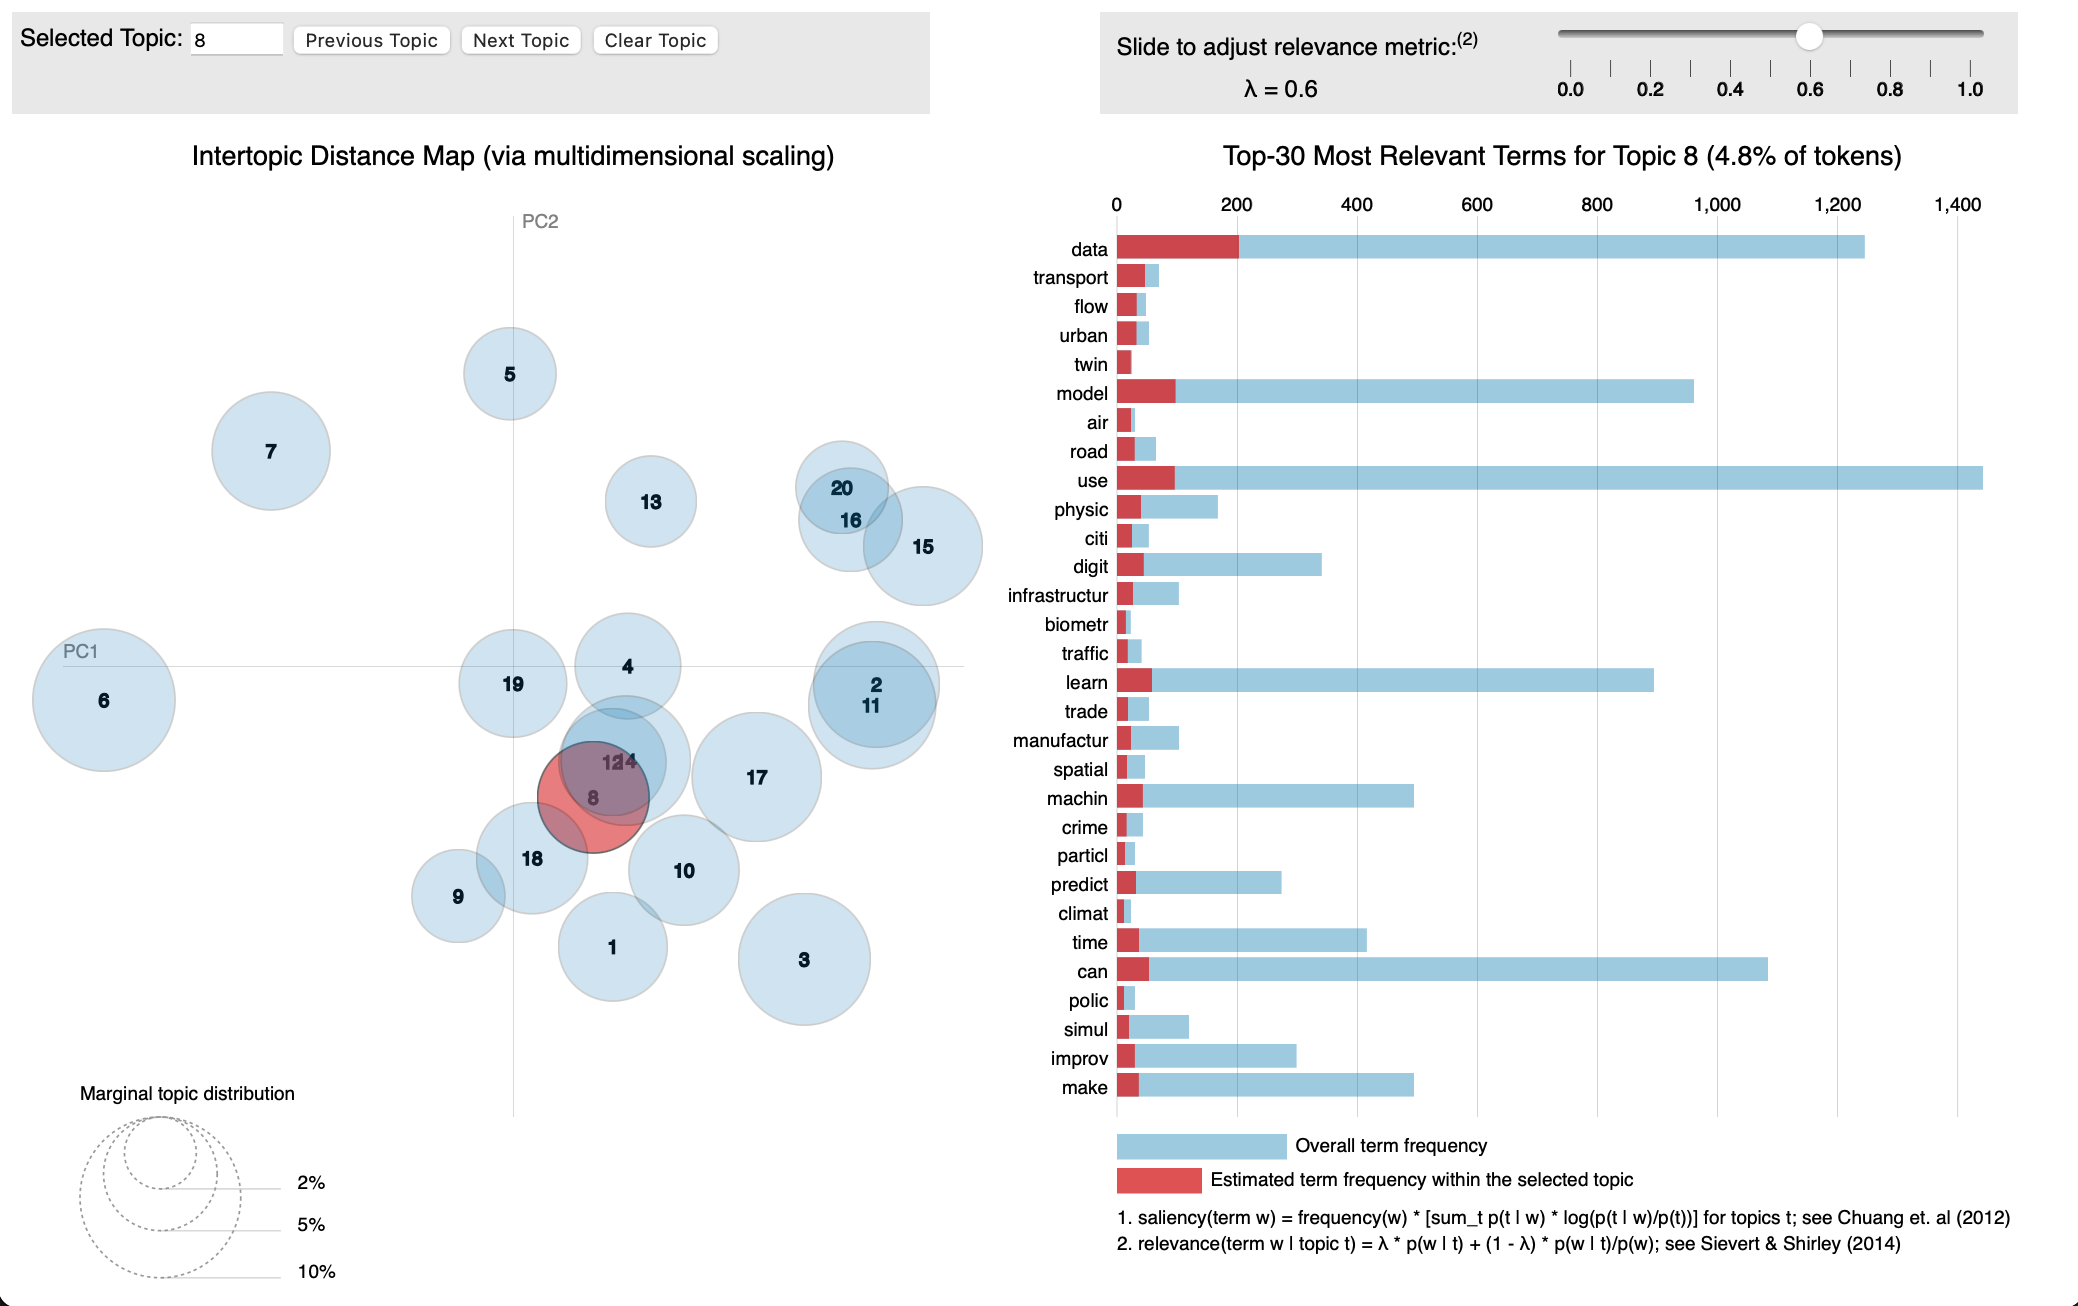 Selected Topic: 8 Previous Topic Next Topic Clear Topic
Slide to adjust relevance metric:(2)
λ = 0.6
0.0 0.2 0.4 0.6 0.8 1.0
Intertopic Distance Map (via multidimensional scaling)
PC2
PC1
5
7
13
20
16
15
4
19
6
2
11
12
14
17
8
18
10
9
1
3
Marginal topic distribution
2%
5%
10%
Top-30 Most Relevant Terms for Topic 8 (4.8% of tokens)
0 200 400 600 800 1,000 1,200 1,400
data
transport
flow
urban
twin
model
air
road
use
physic
citi
digit
infrastructur
biometr
traffic
learn
trade
manufactur
spatial
machin
crime
particl
predict
climat
time
can
polic
simul
improv
make
Overall term frequency
Estimated term frequency within the selected topic
1. saliency(term w) = frequency(w) * [sum_t p(t | w) * log(p(t | w)/p(t))] for topics t; see Chuang et. al (2012)
2. relevance(term w | topic t) = λ * p(w | t) + (1 - λ) * p(w | t)/p(w); see Sievert & Shirley (2014)